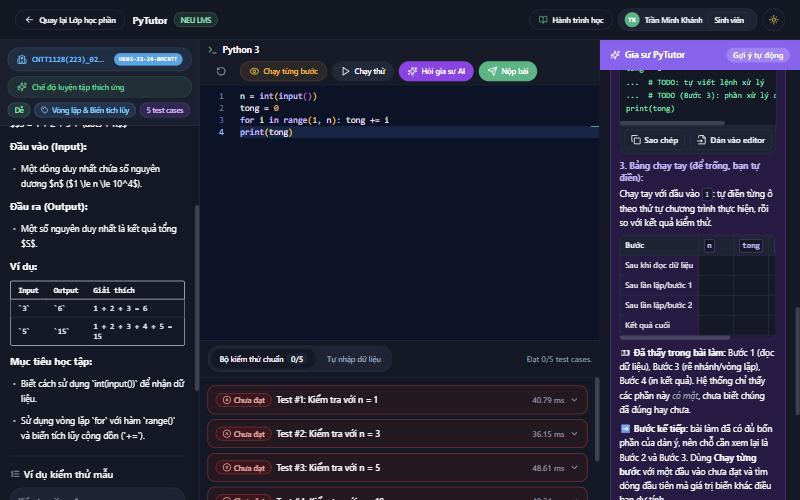 Quay lại Lớp học phần
PyTutor
NEU LMS
Hành trình học
TK
Trần Minh Khánh
Sinh viên
CNTT1128(223)_02...
Chế độ luyện tập thích ứng
Dễ
Vòng lặp & Biến tích lũy
5 test cases
Đầu vào (Input):
• Một dòng duy nhất chứa số nguyên
dương $n$ ($1 \le n \le 10^4$).
Đầu ra (Output):
• Một số nguyên duy nhất là kết quả tổng
$S$.
Ví dụ:
Input Output Giải thích
`3` `6` 1 + 2 + 3 = 6
`5` `15` 1 + 2 + 3 + 4 + 5 =
15
Mục tiêu học tập:
• Biết cách sử dụng `int(input())` để nhận dữ
liệu.
• Sử dụng vòng lặp `for` với hàm `range()`
và biến tích lũy cộng dồn (`+=`).
Ví dụ kiểm thử mẫu
Python 3
Chạy từng bước
Chạy thử
Hỏi gia sư AI
Nộp bài
1 n = int(input())
2 tong = 0
3 for i in range(1, n): tong += i
4 print(tong)
Bộ kiểm thử chuẩn 0/5
Tự nhập dữ liệu
Đạt 0/5 test cases.
Chưa đạt Test #1: Kiểm tra với n = 1 40.79 ms
Chưa đạt Test #2: Kiểm tra với n = 3 36.15 ms
Chưa đạt Test #3: Kiểm tra với n = 5 48.61 ms
Gia sư PyTutor
Gợi ý tự động
... # TODO: tự viết lệnh xử lý
... # TODO (Bước 3): phần xử lý
print(tong)
Sao chép
Dán vào editor
3. Bảng chạy tay (để trống, bạn tự
điền):
Chạy tay với đầu vào 1: tự điền từng ô
theo thứ tự chương trình thực hiện, rồi
so với kết quả kiểm thử.
Bước n tong
Sau khi đọc dữ liệu
Sau lần lặp/bước 1
Sau lần lặp/bước 2
Kết quả cuối
Đã thấy trong bài làm: Bước 1 (đọc
dữ liệu), Bước 3 (rẽ nhánh/vòng lặp),
Bước 4 (in kết quả). Hệ thống chỉ thấy
các phần này có mặt, chưa biết chúng
đã đúng hay chưa.
Bước kế tiếp: bài làm đã có đủ bốn
phần của dàn ý, nên chỗ cần xem lại là
Bước 2 và Bước 3. Dùng Chạy từng
bước với một đầu vào chưa đạt và tìm
dòng đầu tiên mà giá trị biến khác điều